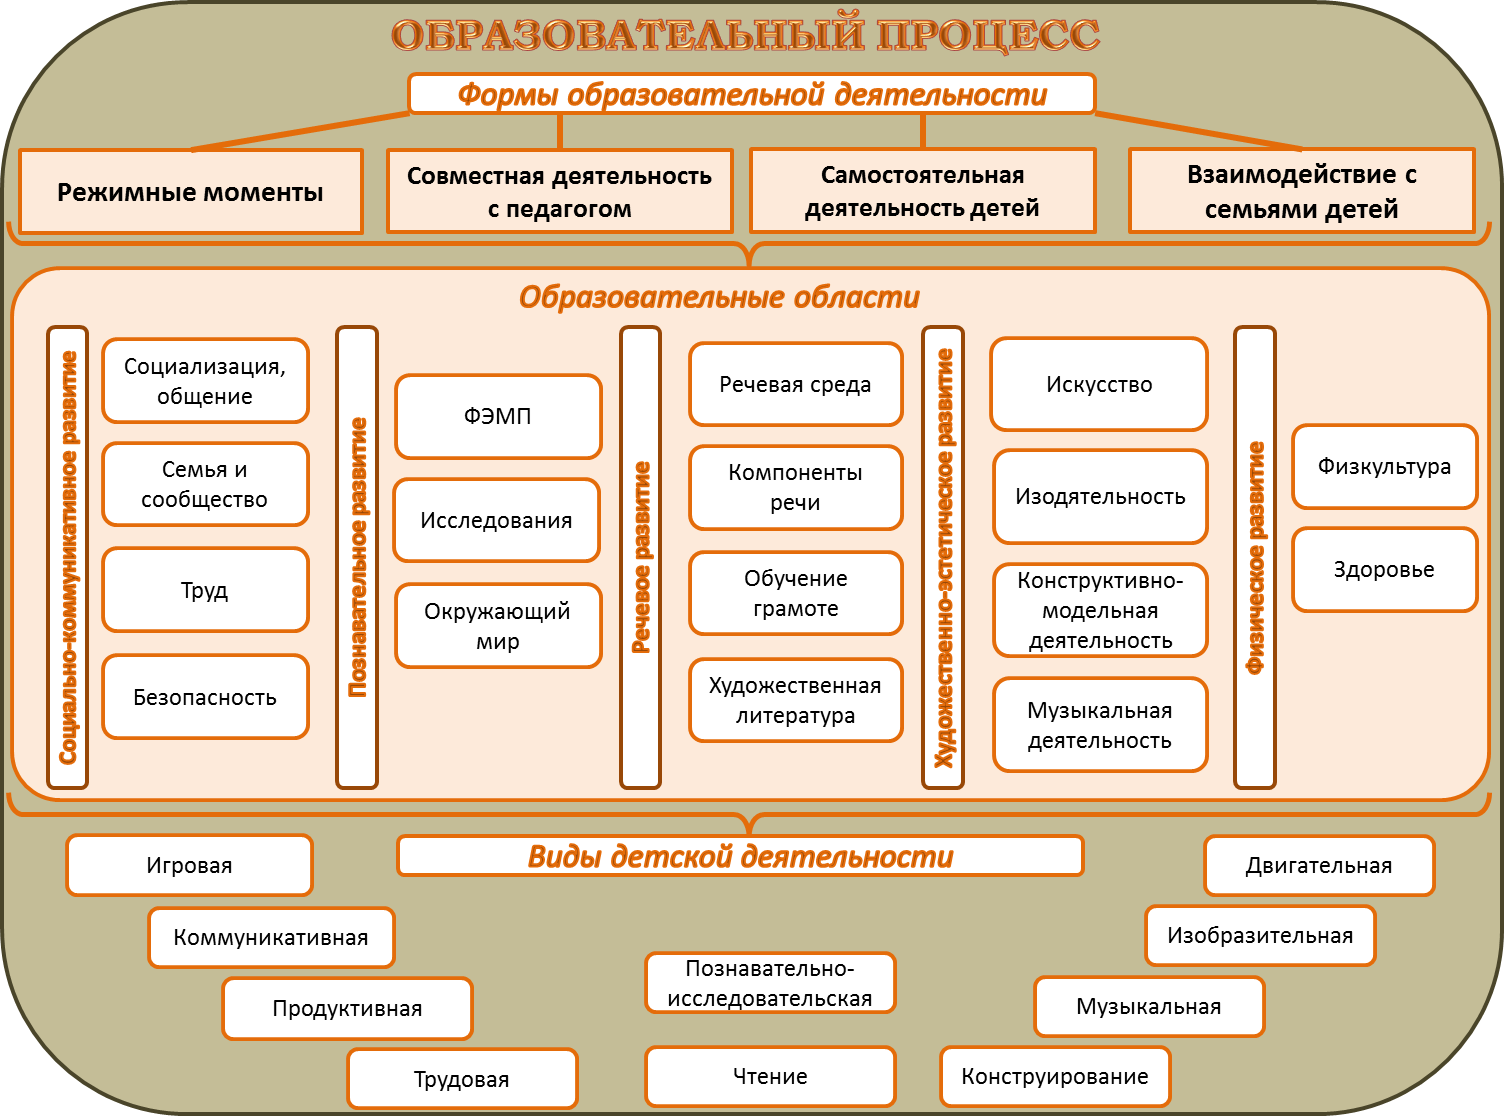 ОБРАЗОВАТЕЛЬНЫЙ ПРОЦЕСС
Формы образовательной деятельности
Режимные моменты
Совместная деятельность
с педагогом
Самостоятельная
деятельность детей
Взаимодействие с
семьями детей
Образовательные области
Социально-коммуникативное развитие
Социализация,
общение
Семья и
сообщество
Труд
Безопасность
Познавательное развитие
ФЭМП
Исследования
Окружающий
мир
Речевое развитие
Речевая среда
Компоненты
речи
Обучение
грамоте
Художественная
литература
Художественно-эстетическое развитие
Искусство
Изодятельность
Конструктивно-
модельная
деятельность
Музыкальная
деятельность
Физическое развитие
Физкультура
Здоровье
Виды детской деятельности
Игровая
Коммуникативная
Продуктивная
Трудовая
Познавательно-
исследовательская
Чтение
Двигательная
Изобразительная
Музыкальная
Конструирование